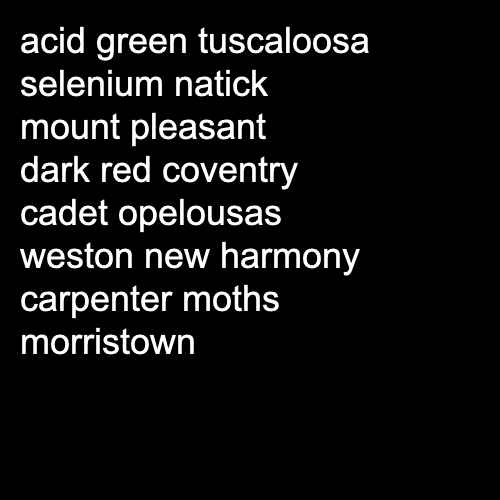 acid green tuscaloosa
selenium natick
mount pleasant
dark red coventry
cadet opelousas
weston new harmony
carpenter moths
morristown